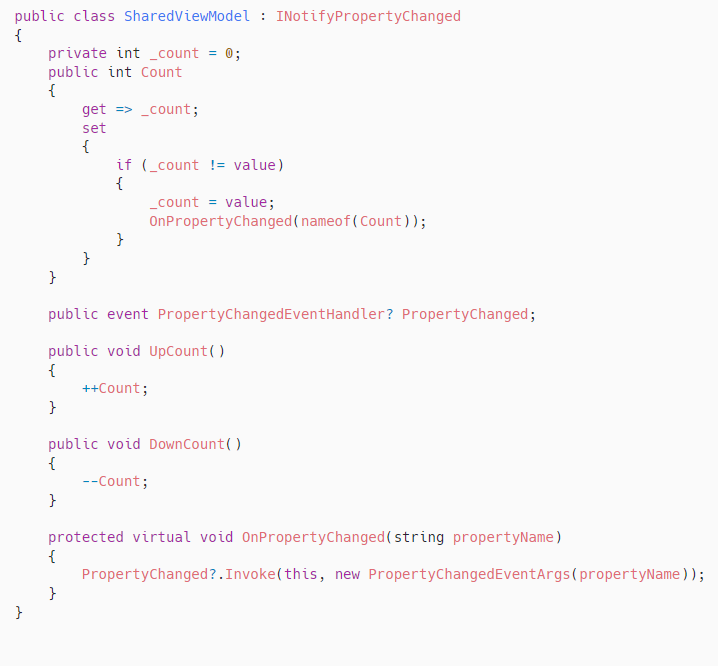 public class SharedViewModel : INotifyPropertyChanged
{
    private int _count = 0;
    public int Count
    {
        get => _count;
        set
        {
            if (_count != value)
            {
                _count = value;
                OnPropertyChanged(nameof(Count));
            }
        }
    }

    public event PropertyChangedEventHandler? PropertyChanged;

    public void UpCount()
    {
        ++Count;
    }

    public void DownCount()
    {
        --Count;
    }

    protected virtual void OnPropertyChanged(string propertyName)
    {
        PropertyChanged?.Invoke(this, new PropertyChangedEventArgs(propertyName));
    }
}